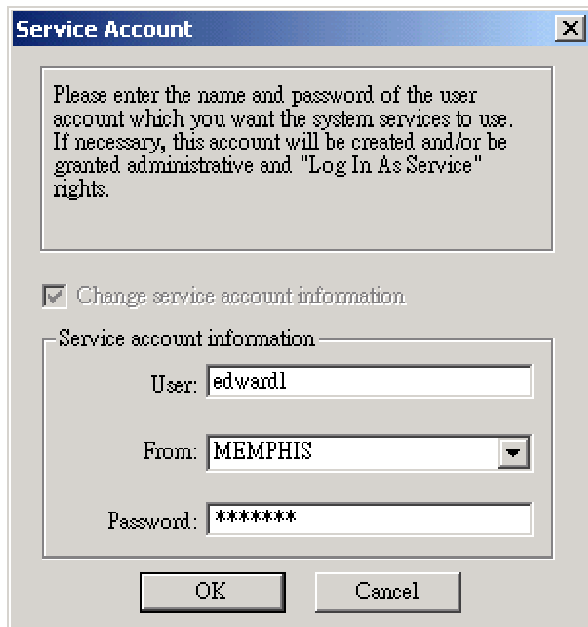 Service Account
Please enter the name and password of the user
account which you want the system services to use.
If necessary, this account will be created and/or be
granted administrative and "Log In As Service"
rights.
Change service account information
Service account information
User: edwardl
From: MEMPHIS
Password: *******
OK Cancel